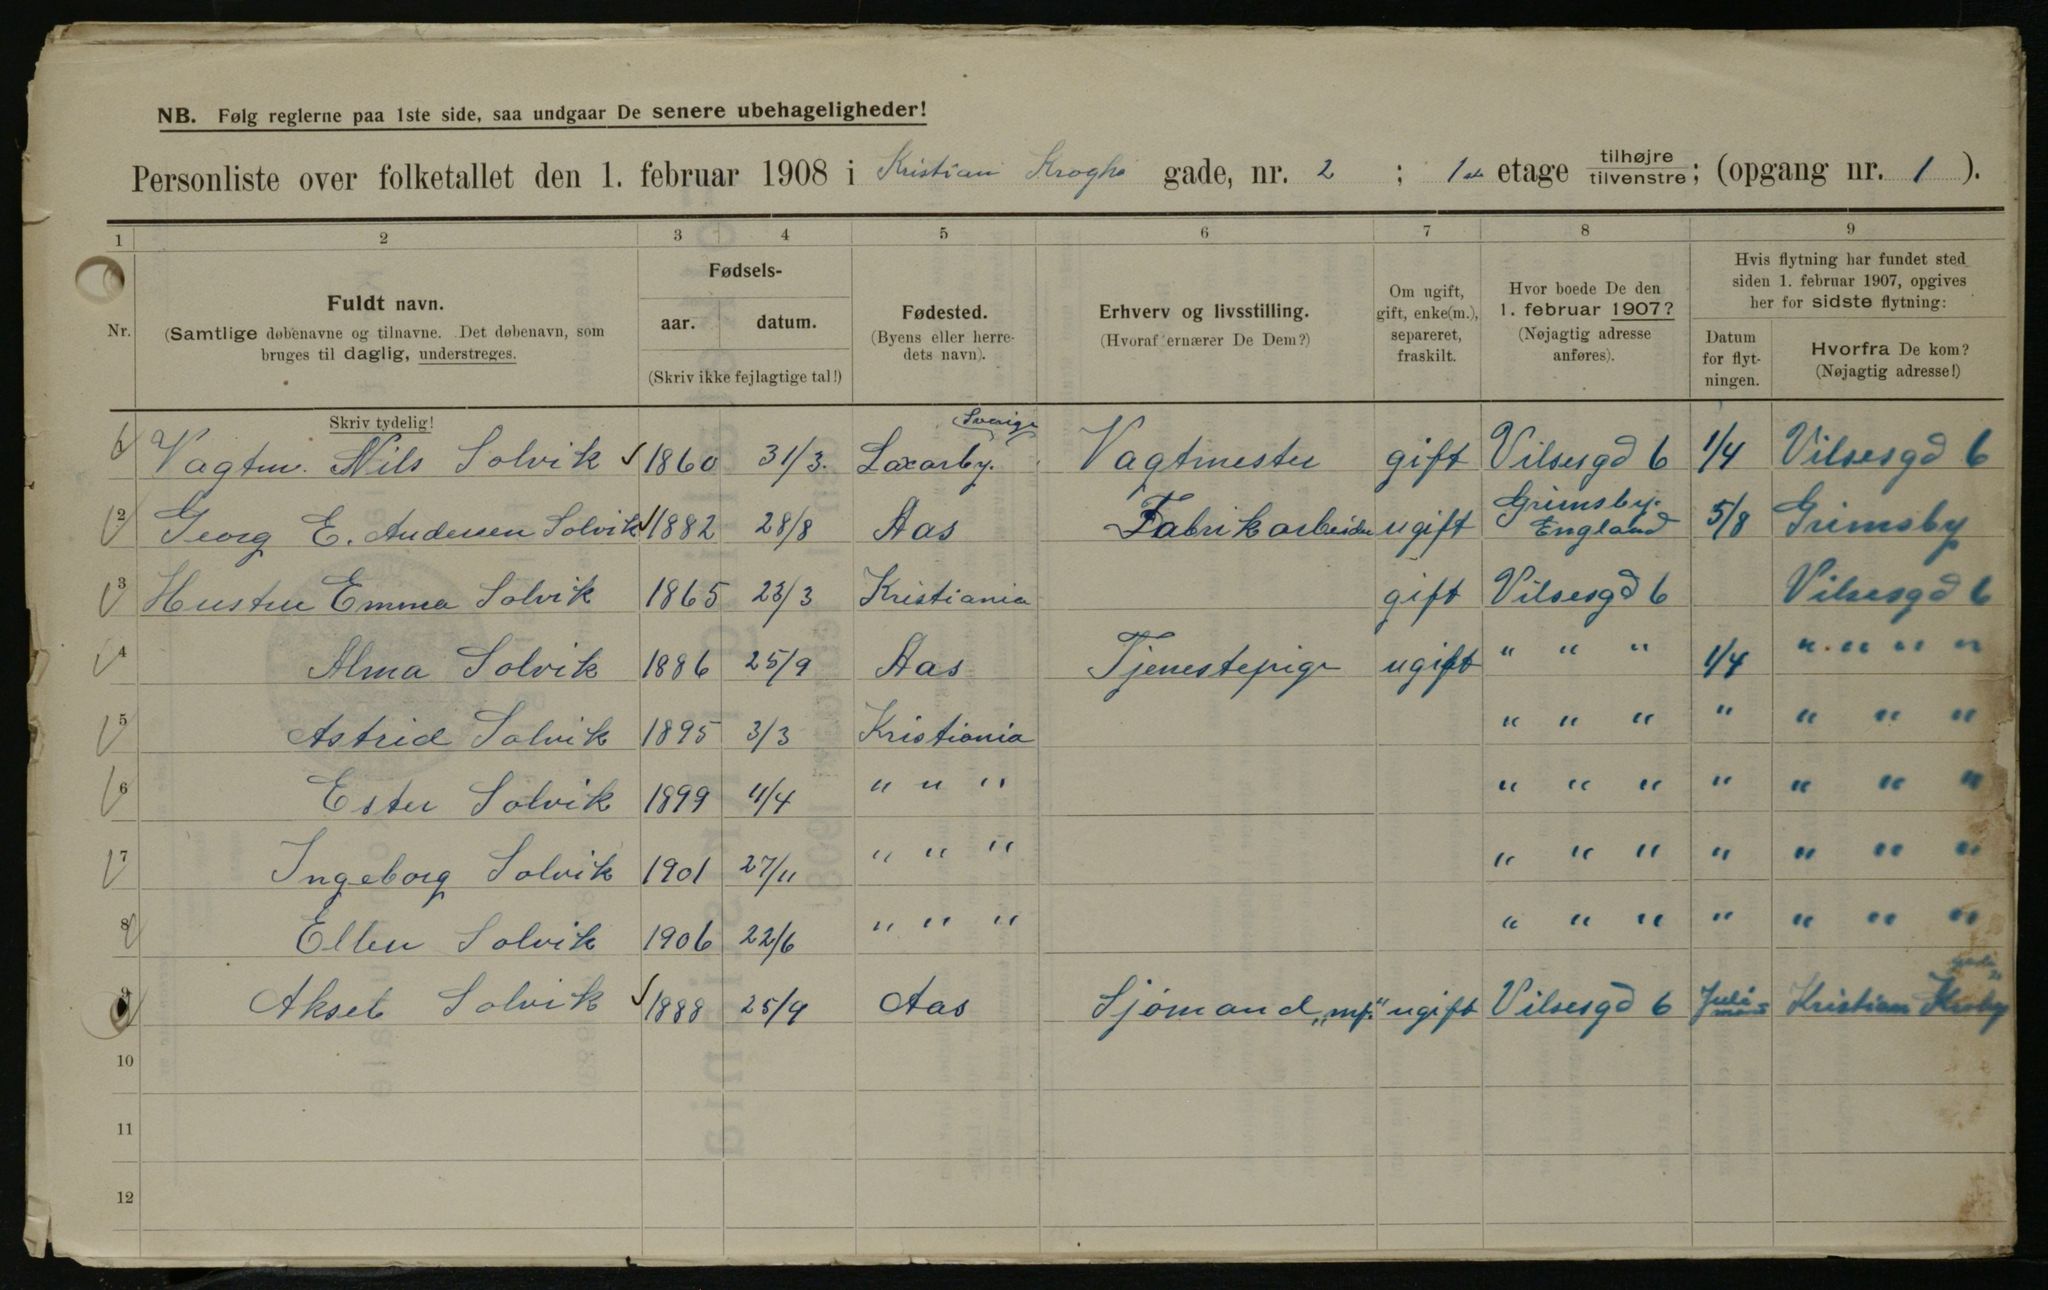 NB. Følg reglerne paa 1ste side, saa undgaar De senere ubehageligheder!
Personliste over folketallet den 1. februar 1908 i Kristian Kroghs gade, nr. 2 ; 1ste etage tilhøjre tilvenstre; (opgang nr. 1 ).
1 2 3 4 5 6 7 8 9
Nr.
Fuldt navn.
(Samtlige døbenavne og tilnavne. Det døbenavn, som
bruges til daglig, understreges.
Skriv tydelig!
Fødsels-
aar. datum.
(Skriv ikke fejlagtige tal!)
Fødested.
(Byens eller herre-
dets navn).
Erhverv og livsstilling.
(Hvoraf ernærer De Dem?)
Om ugift,
gift, enke(m.),
separeret,
fraskilt.
Hvor boede De den
1. februar 1907?
(Nøjagtig adresse
anføres).
Hvis flytning har fundet sted
siden 1. februar 1907, opgives
her for sidste flytning:
Datum
for flyt-
ningen.
Hvorfra De kom?
(Nøjagtig adresse!)
Sverige
1 Vagtm. Nils Solvik 1860 31/3. Laxarby. Vagtmester gift Vilsesgd 6 1/4 Vilsesgd 6
2 Georg E. Andersen Solvik 1882 28/8 Aas Fabrikarbeider ugift Grimsby. England 5/8 Grimsby
3 Hustru Emma Solvik 1865 23/3 Kristiania gift Vilsesgd 6 Vilsesgd 6
4 Alma Solvik 1886 25/9 Aas Tjenestepige ugift " " " 1/4 " " " "
5 Astrid Solvik 1895 3/3 Kristiania " " " " " " "
6 Ester Solvik 1899 11/4 " " " " " " " " " "
7 Ingeborg Solvik 1901 27/11 " " " " " " " " " "
8 Ellen Solvik 1906 22/6 " " " " " " " " " "
9 Aksel Solvik 1888 25/9 Aas Sjømand „mf." ugift Vilsesgd 6 Juli Kristian
10
11
12